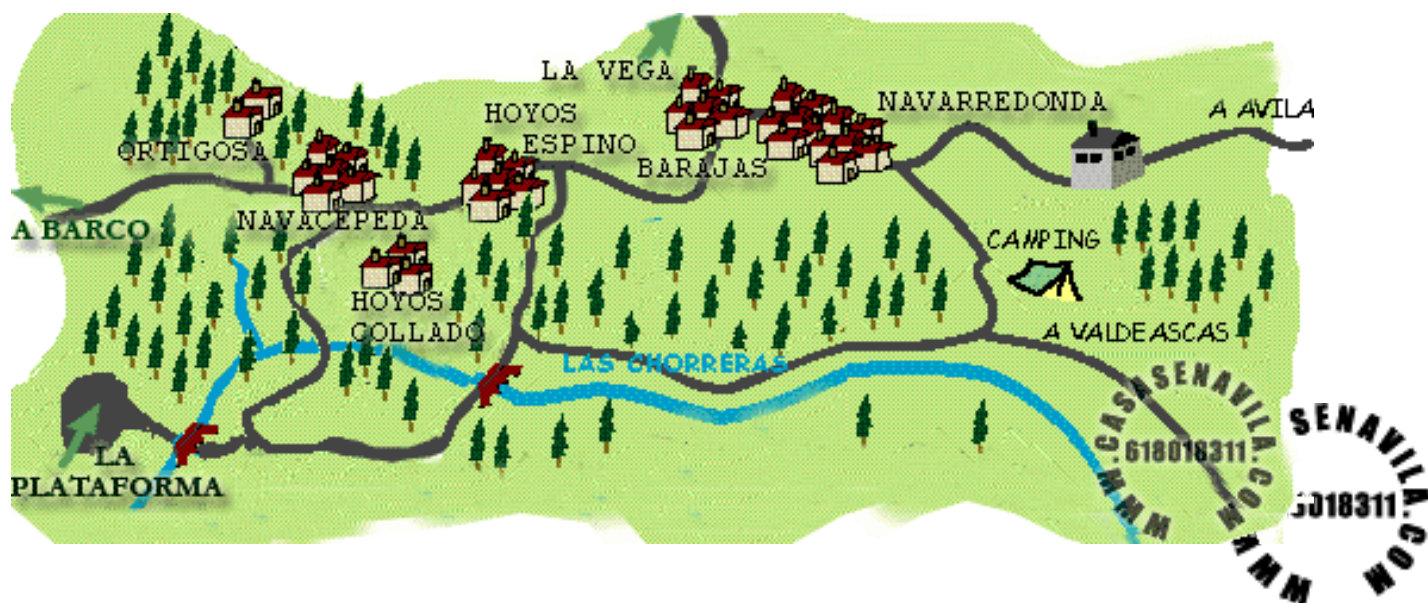 LA VEGA
HOYOS
ESPINO
NAVARREDONDA
A AVILA
ORTIGOSA
BARAJAS
NAVACEPEDA
A BARCO
CAMPING
HOYOS
COLLADO
A VALDEASCAS
LAS CHORRERAS
LA
PLATAFORMA
WWW.CASASENAVILA.COM
618018311
SENAVILA.COM
WWW